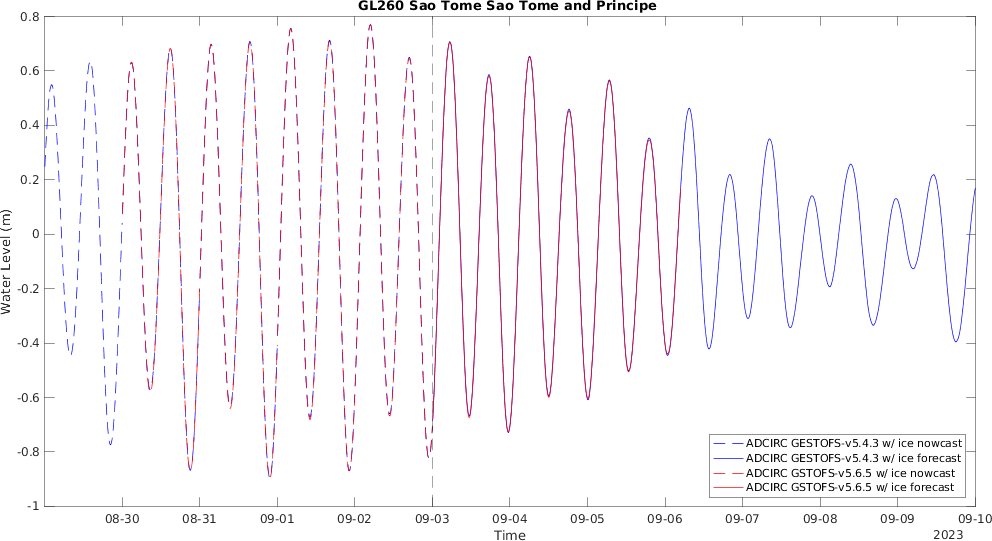 GL260 Sao Tome Sao Tome and Principe
Water Level (m)
0.8
0.6
0.4
0.2
0
-0.2
-0.4
-0.6
-0.8
-1
ADCIRC GESTOFS-v5.4.3 w/ ice nowcast
ADCIRC GESTOFS-v5.4.3 w/ ice forecast
ADCIRC GSTOFS-v5.6.5 w/ ice nowcast
ADCIRC GSTOFS-v5.6.5 w/ ice forecast
08-30 08-31 09-01 09-02 09-03 09-04 09-05 09-06 09-07 09-08 09-09 09-10
Time
2023